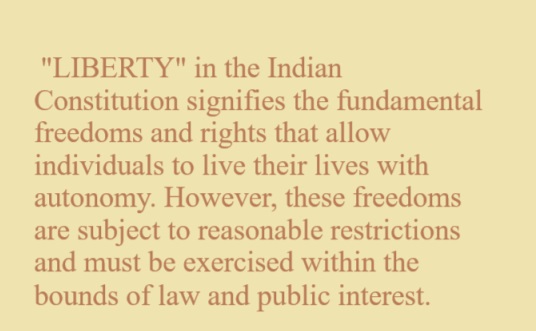 "LIBERTY" in the Indian
Constitution signifies the fundamental
freedoms and rights that allow
individuals to live their lives with
autonomy. However, these freedoms
are subject to reasonable restrictions
and must be exercised within the
bounds of law and public interest.